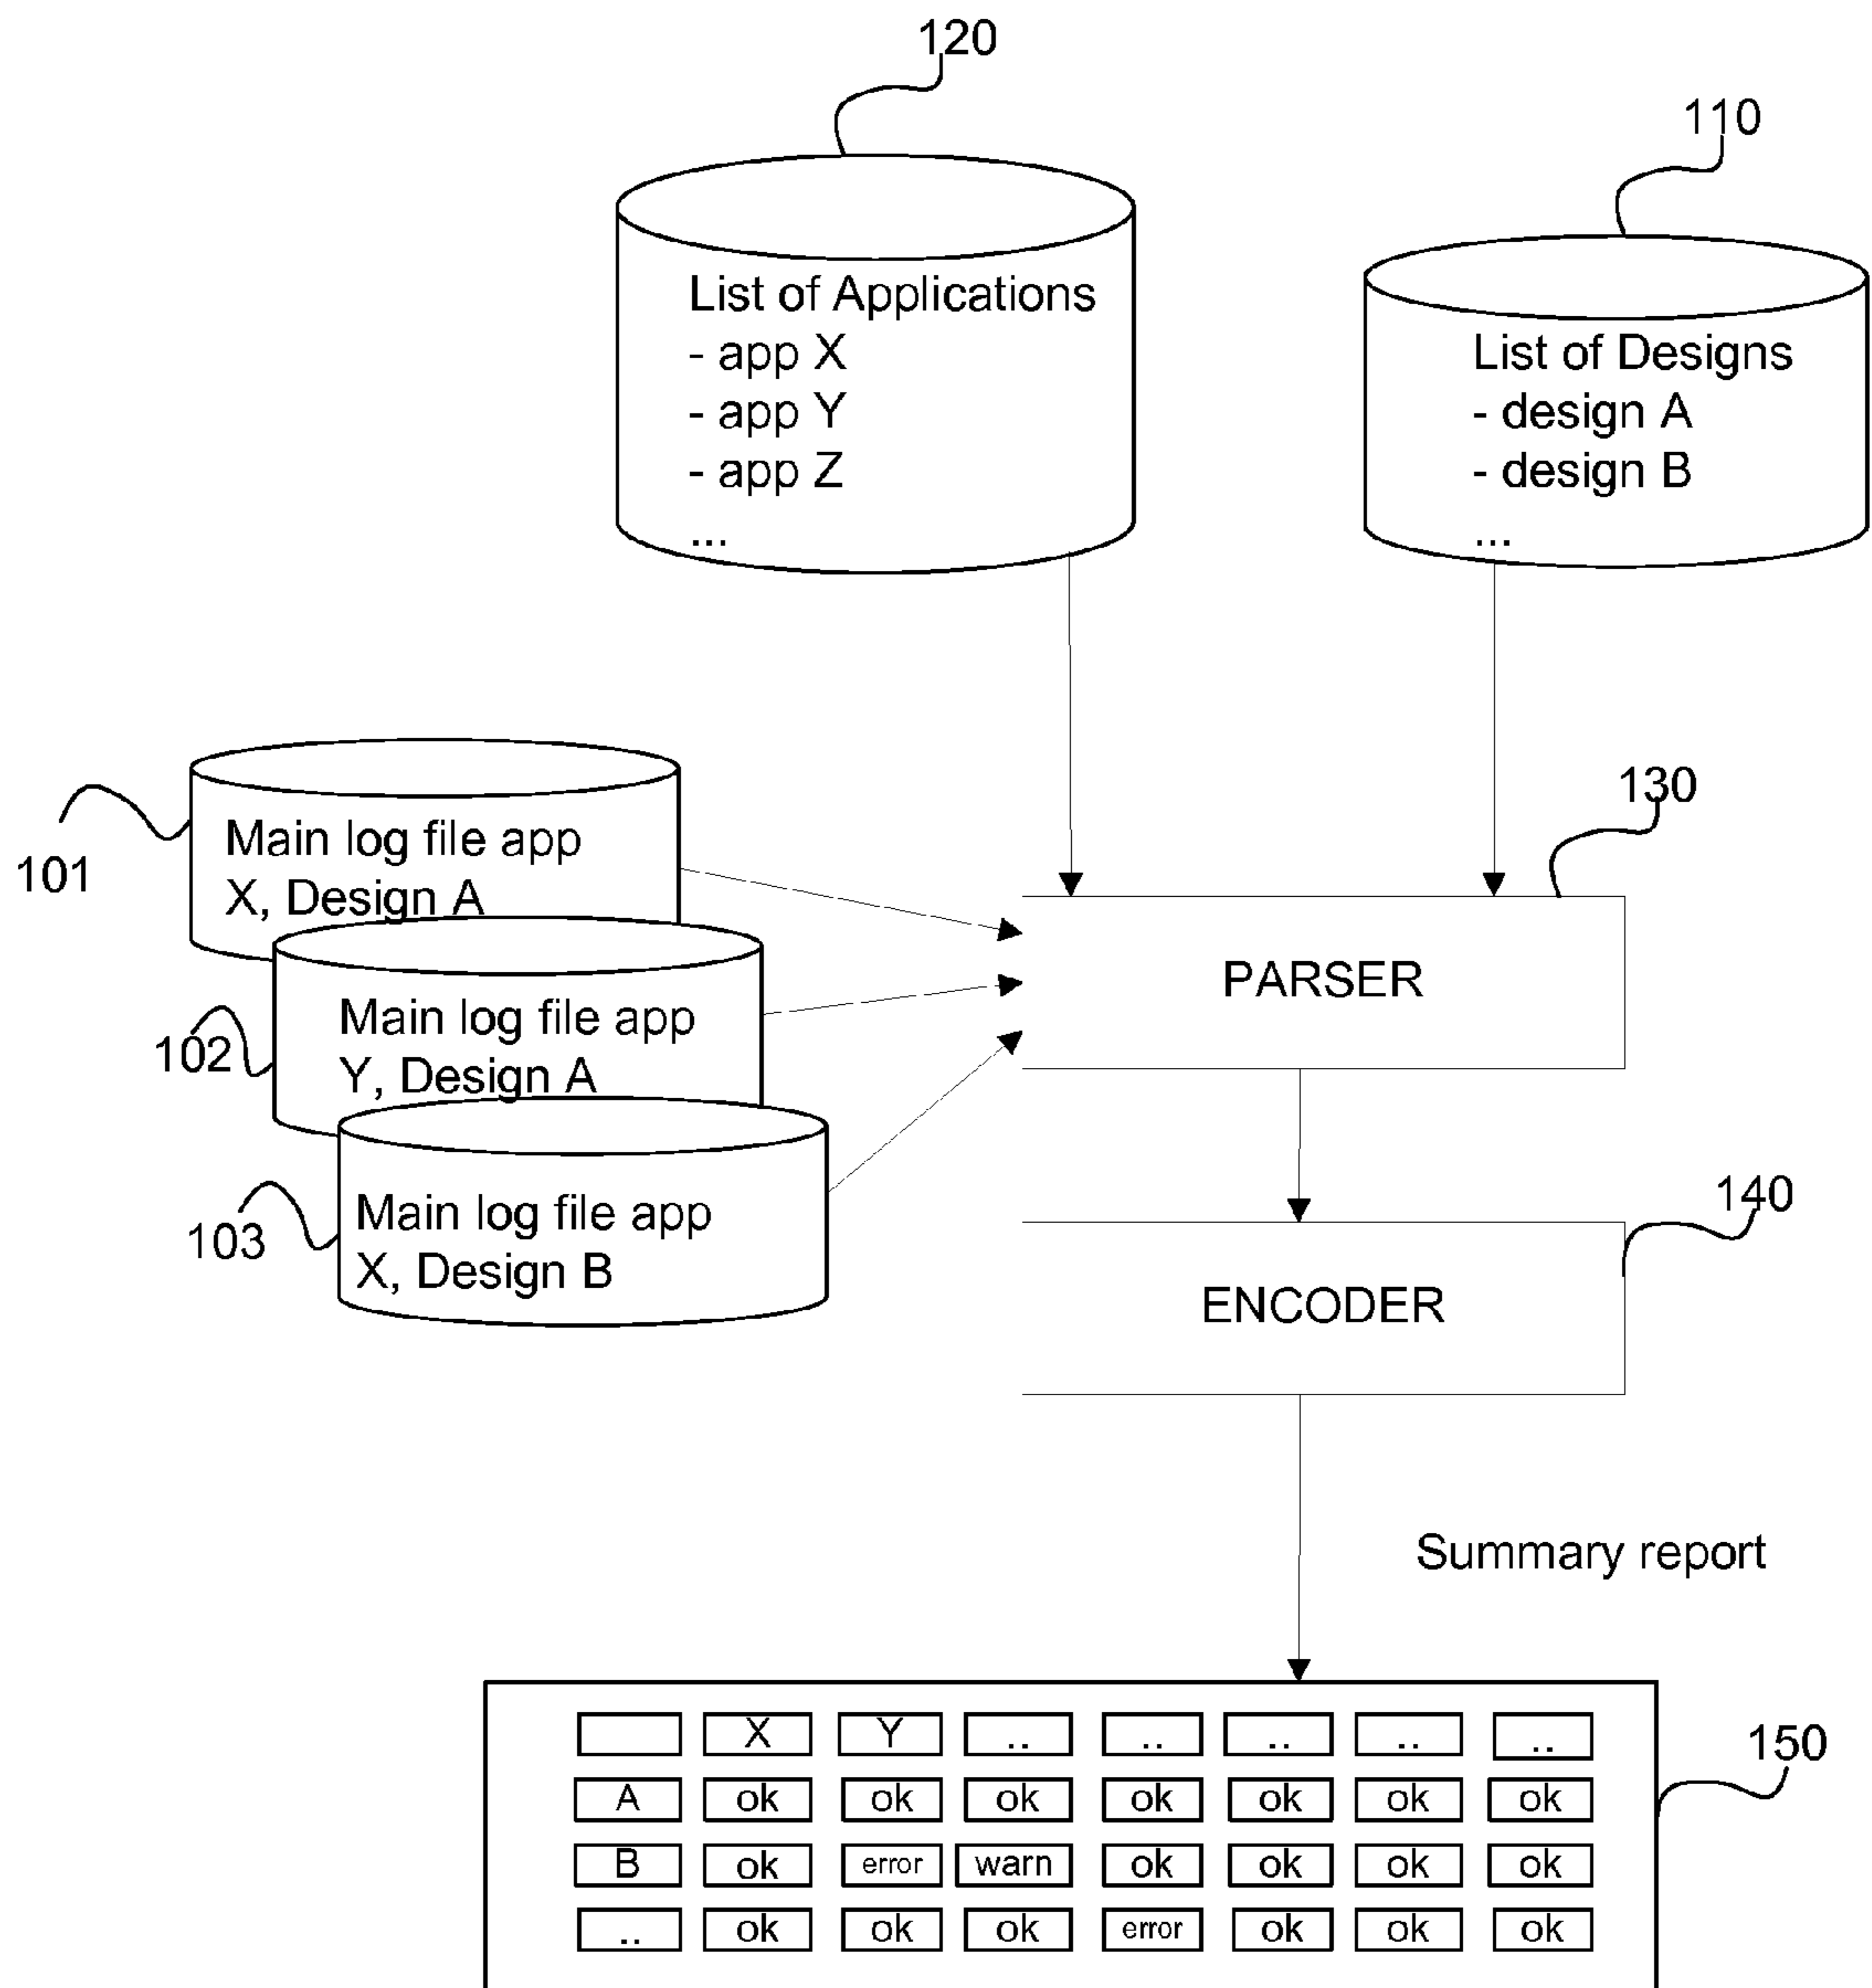 120
110
List of Applications
- app X
- app Y
- app Z
...
List of Designs
- design A
- design B
...
101
Main log file app
X, Design A
102
Main log file app
Y, Design A
103
Main log file app
X, Design B
130
PARSER
140
ENCODER
Summary report
150
X Y .. .. .. .. ..
A ok ok ok ok ok ok ok
B ok error warn ok ok ok ok
.. ok ok ok error ok ok ok